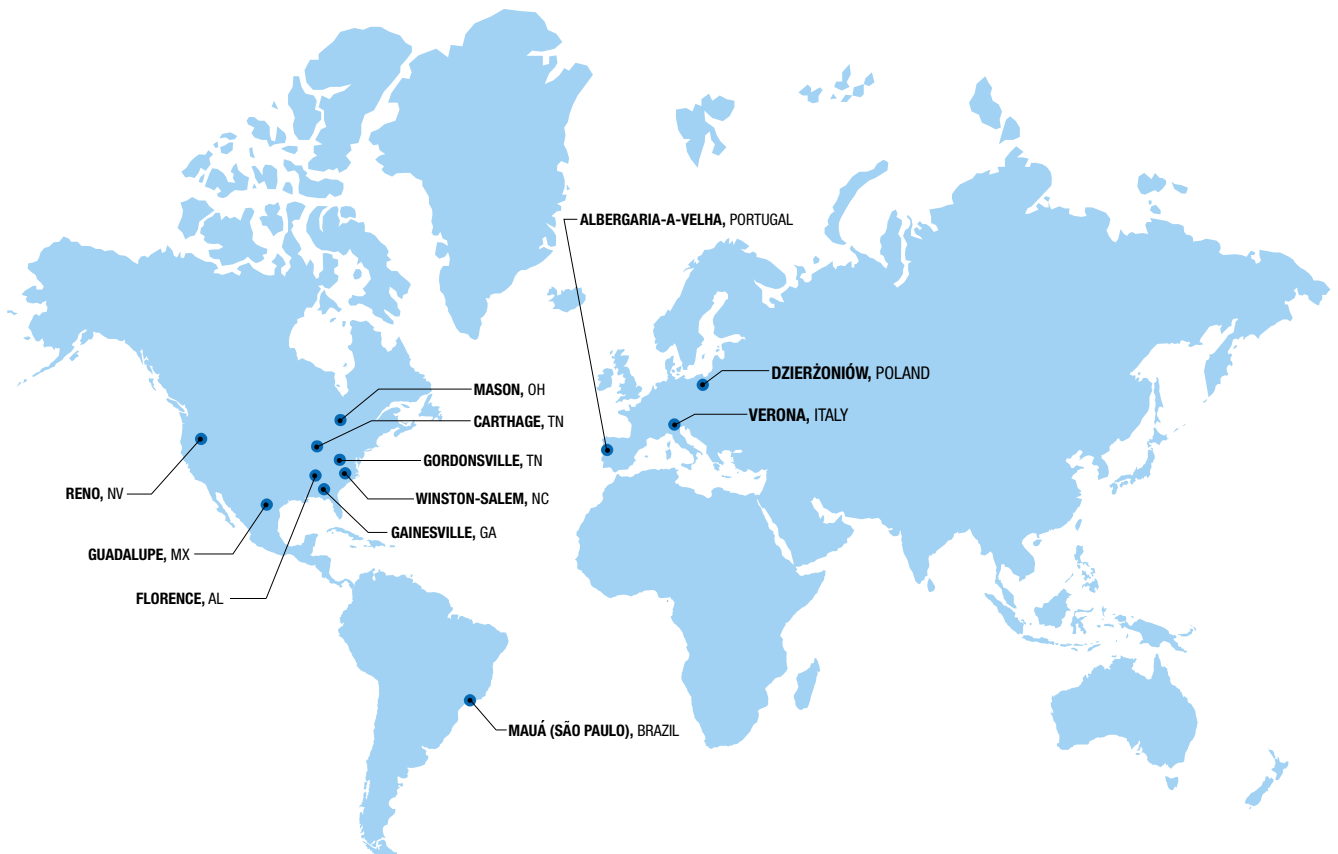 ALBERGARIA-A-VELHA, PORTUGAL
DZIERŻONIÓW, POLAND
MASON, OH
VERONA, ITALY
CARTHAGE, TN
GORDONSVILLE, TN
RENO, NV
WINSTON-SALEM, NC
GAINESVILLE, GA
GUADALUPE, MX
FLORENCE, AL
MAUÁ (SÃO PAULO), BRAZIL